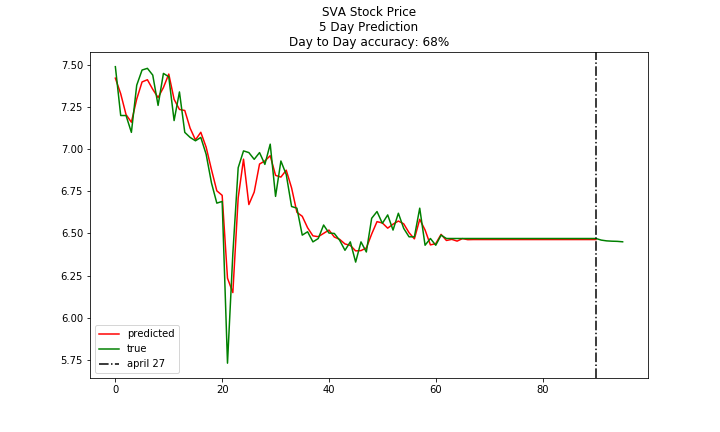 SVA Stock Price
5 Day Prediction
Day to Day accuracy: 68%
7.50
7.25
7.00
6.75
6.50
6.25
6.00
5.75
predicted
true
april 27
0 20 40 60 80